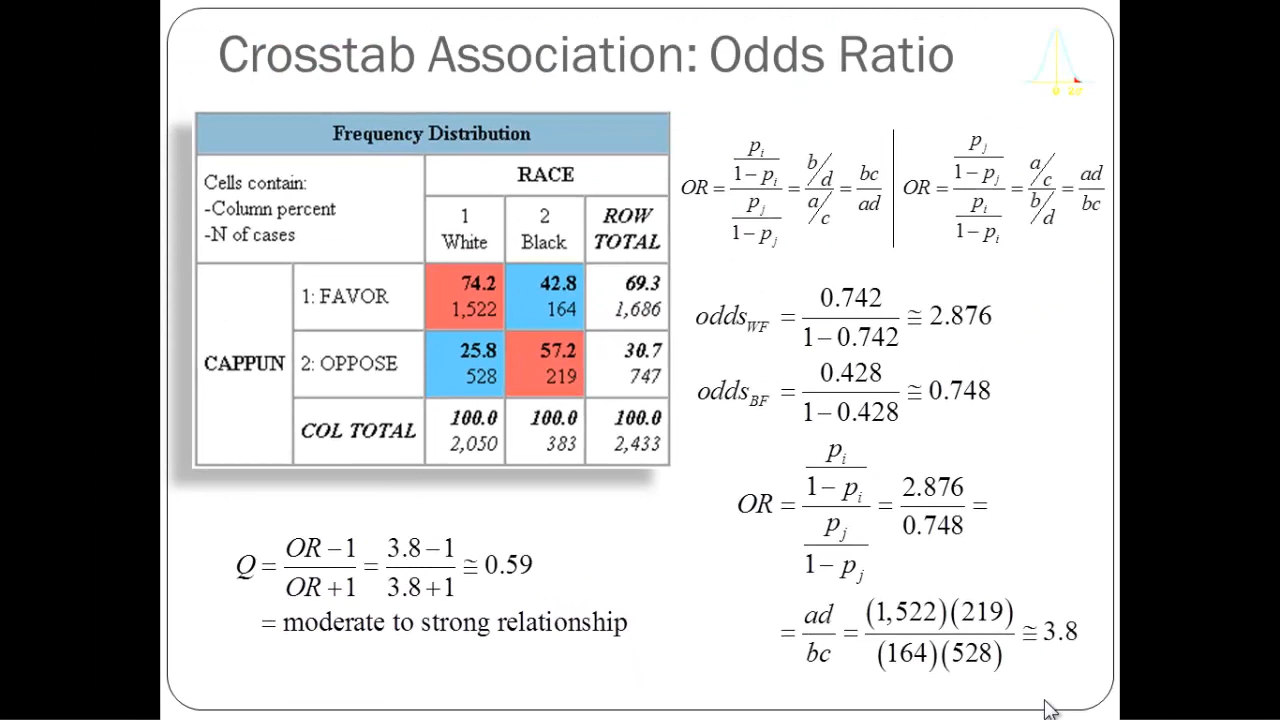 Crosstab Association: Odds Ratio
0 2σ
Frequency Distribution
Cells contain:
-Column percent
-N of cases
RACE
1
White
2
Black
ROW
TOTAL
CAPPUN
1: FAVOR
74.2
1,522
42.8
164
69.3
1,686
2: OPPOSE
25.8
528
57.2
219
30.7
747
COL TOTAL
100.0
2,050
100.0
383
100.0
2,433
OR = (p_i / (1 − p_i)) / (p_j / (1 − p_j)) = (b/d) / (a/c) = bc / ad
OR = (p_j / (1 − p_j)) / (p_i / (1 − p_i)) = (a/c) / (b/d) = ad / bc
odds_WF = 0.742 / (1 − 0.742) ≅ 2.876
odds_BF = 0.428 / (1 − 0.428) ≅ 0.748
OR = (p_i / (1 − p_i)) / (p_j / (1 − p_j)) = 2.876 / 0.748 =
= ad / bc = (1,522)(219) / (164)(528) ≅ 3.8
Q = (OR − 1) / (OR + 1) = (3.8 − 1) / (3.8 + 1) ≅ 0.59
= moderate to strong relationship